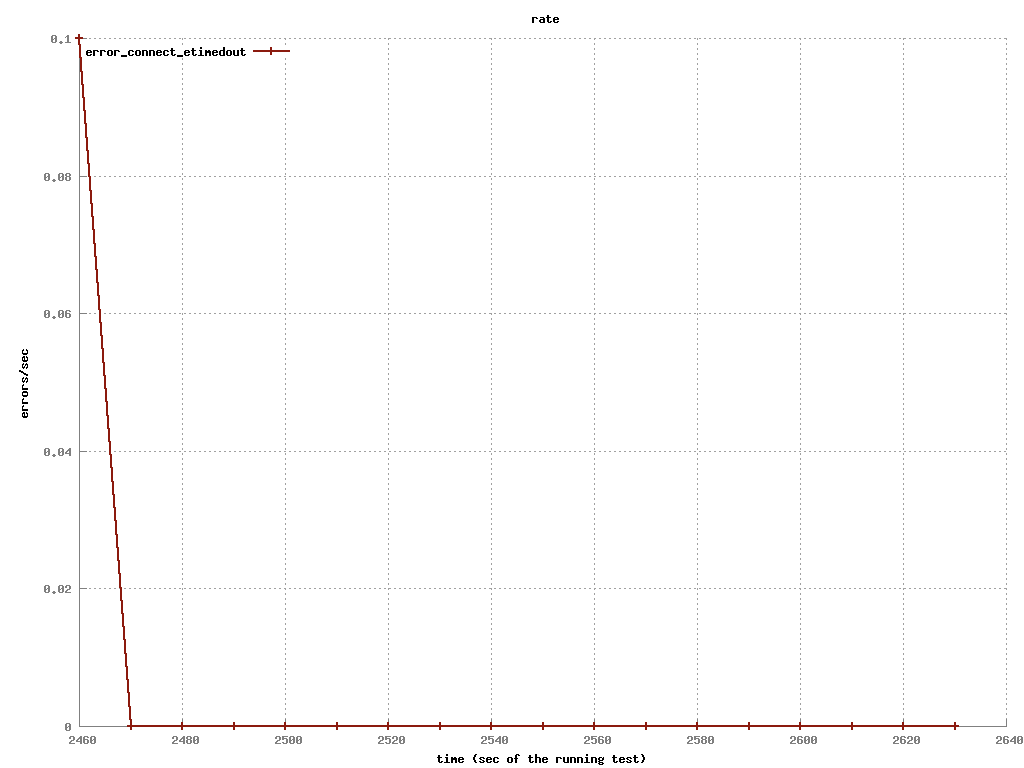 rate
error_connect_etimedout
0.1
0.08
0.06
0.04
0.02
0
errors/sec
2460 2480 2500 2520 2540 2560 2580 2600 2620 2640
time (sec of the running test)